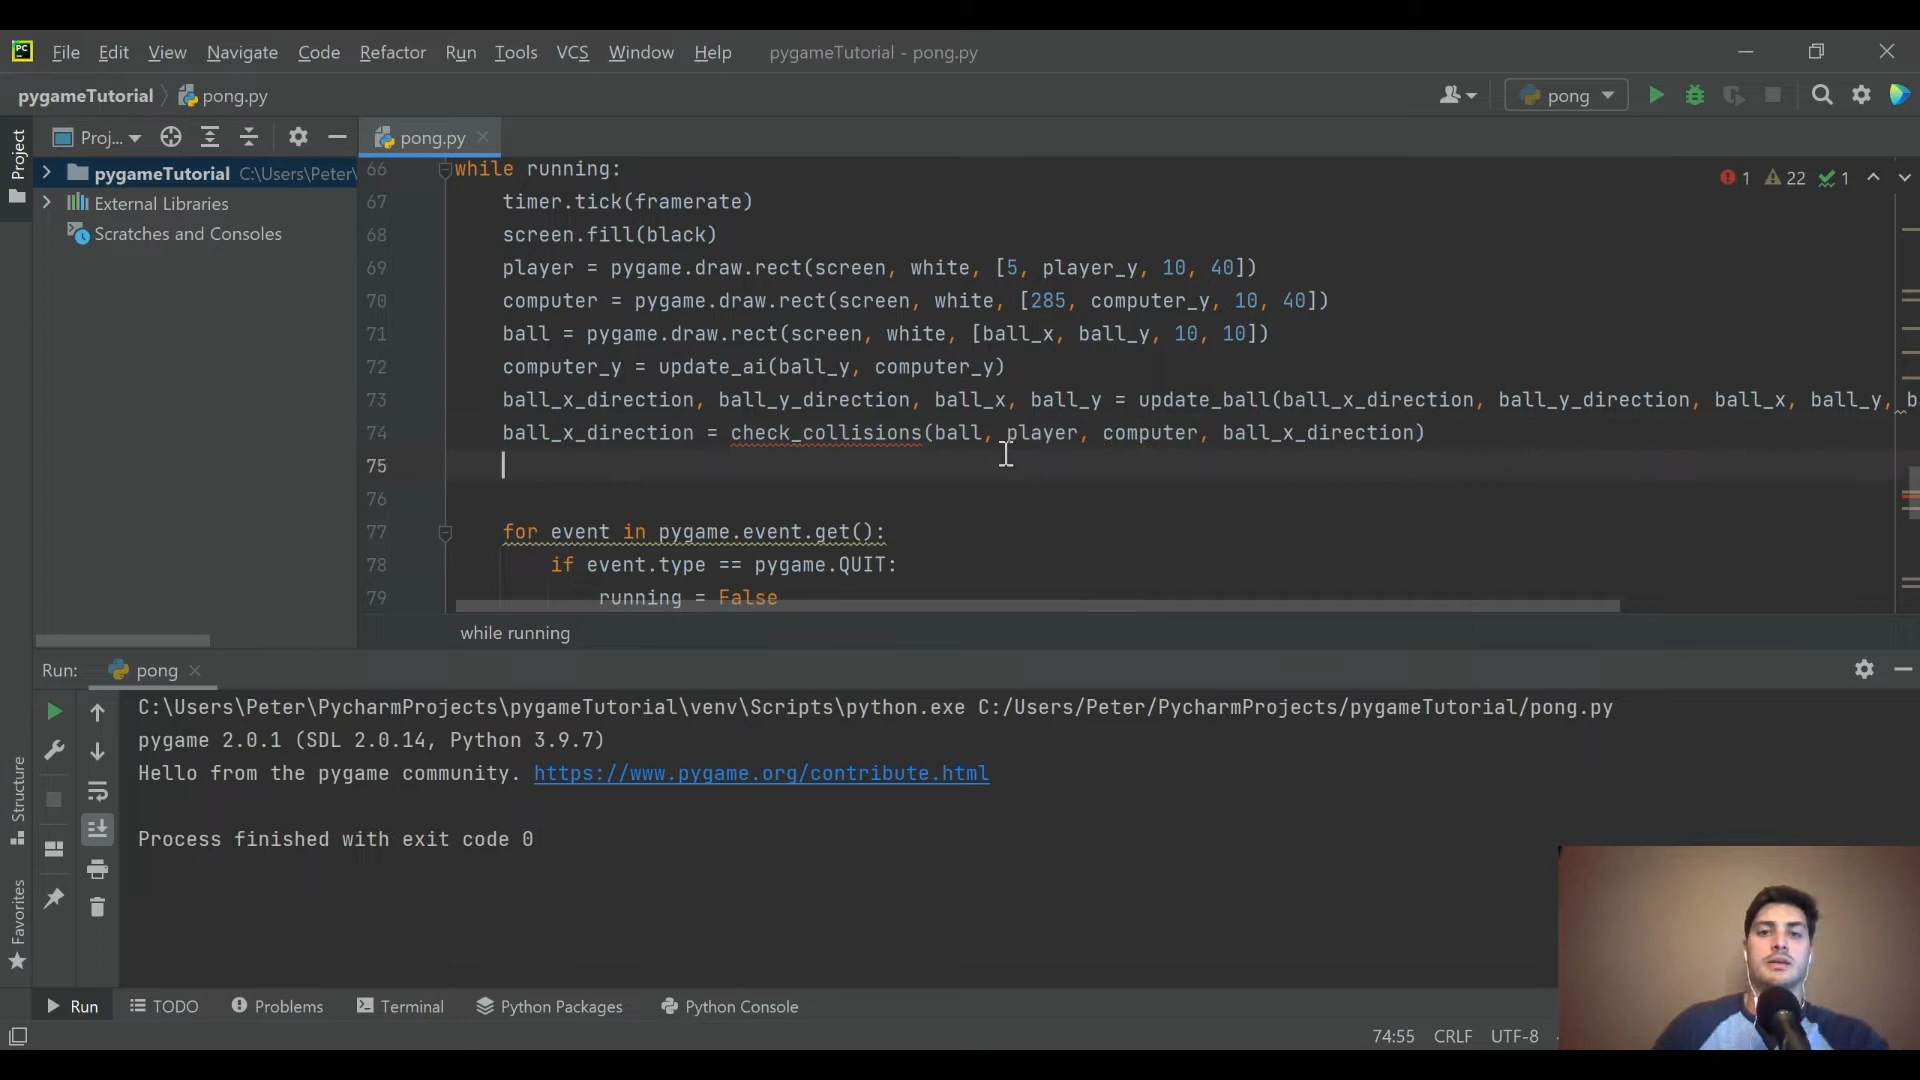 PC File Edit View Navigate Code Refactor Run Tools VCS Window Help pygameTutorial - pong.py
pygameTutorial pong.py pong
Project
Proj... pong.py
pygameTutorial C:\Users\Peter\
External Libraries
Scratches and Consoles
1 22 1
66 while running:
67 timer.tick(framerate)
68 screen.fill(black)
69 player = pygame.draw.rect(screen, white, [5, player_y, 10, 40])
70 computer = pygame.draw.rect(screen, white, [285, computer_y, 10, 40])
71 ball = pygame.draw.rect(screen, white, [ball_x, ball_y, 10, 10])
72 computer_y = update_ai(ball_y, computer_y)
73 ball_x_direction, ball_y_direction, ball_x, ball_y = update_ball(ball_x_direction, ball_y_direction, ball_x, ball_y, b
74 ball_x_direction = check_collisions(ball, player, computer, ball_x_direction)
75
76
77 for event in pygame.event.get():
78 if event.type == pygame.QUIT:
79 running = False
while running
Run: pong
C:\Users\Peter\PycharmProjects\pygameTutorial\venv\Scripts\python.exe C:/Users/Peter/PycharmProjects/pygameTutorial/pong.py
pygame 2.0.1 (SDL 2.0.14, Python 3.9.7)
Hello from the pygame community. https://www.pygame.org/contribute.html
Process finished with exit code 0
Structure
Favorites
Run TODO Problems Terminal Python Packages Python Console
74:55 CRLF UTF-8